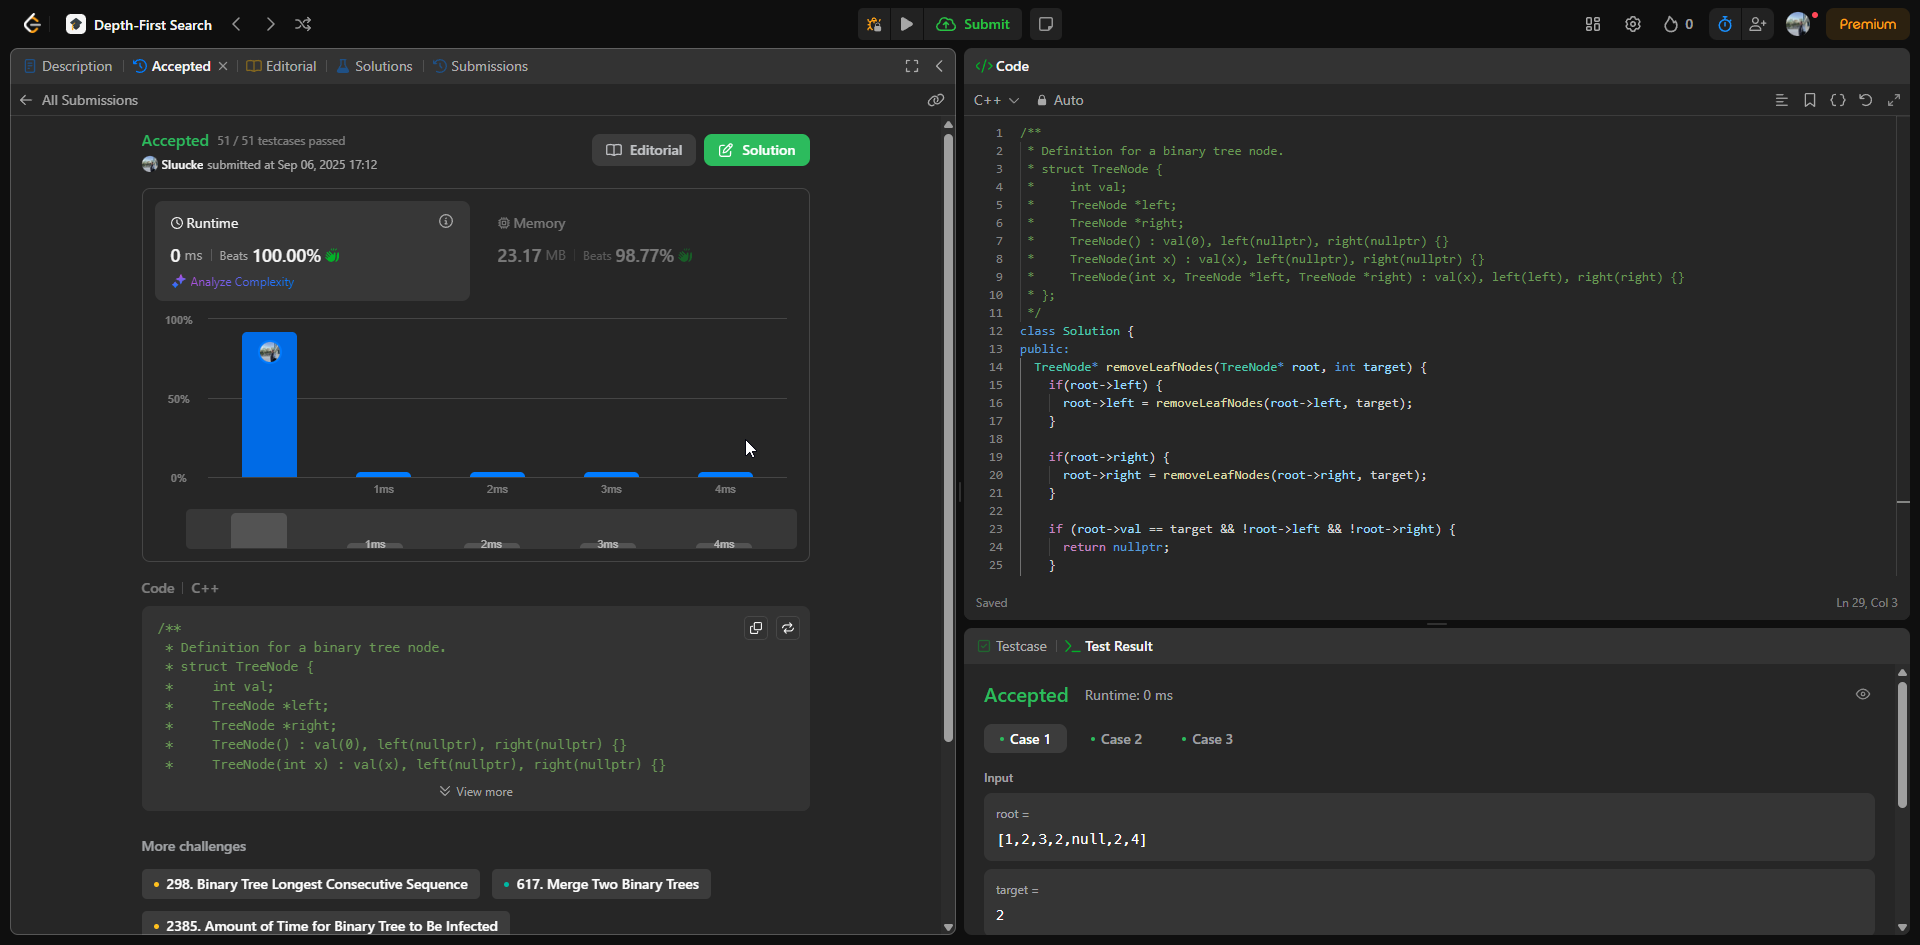 Depth-First Search
Submit
0
Premium
Description
Accepted
Editorial
Solutions
Submissions
All Submissions
Accepted 51 / 51 testcases passed
Sluucke submitted at Sep 06, 2025 17:12
Editorial
Solution
Runtime
0 ms Beats 100.00%
Analyze Complexity
Memory
23.17 MB Beats 98.77%
100%
50%
0%
1ms 2ms 3ms 4ms
1ms 2ms 3ms 4ms
Code C++
/**
 * Definition for a binary tree node.
 * struct TreeNode {
 *     int val;
 *     TreeNode *left;
 *     TreeNode *right;
 *     TreeNode() : val(0), left(nullptr), right(nullptr) {}
 *     TreeNode(int x) : val(x), left(nullptr), right(nullptr) {}
View more
More challenges
298. Binary Tree Longest Consecutive Sequence
617. Merge Two Binary Trees
2385. Amount of Time for Binary Tree to Be Infected
</> Code
C++ Auto
1 /**
2  * Definition for a binary tree node.
3  * struct TreeNode {
4  *     int val;
5  *     TreeNode *left;
6  *     TreeNode *right;
7  *     TreeNode() : val(0), left(nullptr), right(nullptr) {}
8  *     TreeNode(int x) : val(x), left(nullptr), right(nullptr) {}
9  *     TreeNode(int x, TreeNode *left, TreeNode *right) : val(x), left(left), right(right) {}
10  * };
11  */
12 class Solution {
13 public:
14   TreeNode* removeLeafNodes(TreeNode* root, int target) {
15     if(root->left) {
16       root->left = removeLeafNodes(root->left, target);
17     }
18
19     if(root->right) {
20       root->right = removeLeafNodes(root->right, target);
21     }
22
23     if (root->val == target && !root->left && !root->right) {
24       return nullptr;
25     }
Saved
Ln 29, Col 3
Testcase
Test Result
Accepted Runtime: 0 ms
Case 1
Case 2
Case 3
Input
root =
[1,2,3,2,null,2,4]
target =
2